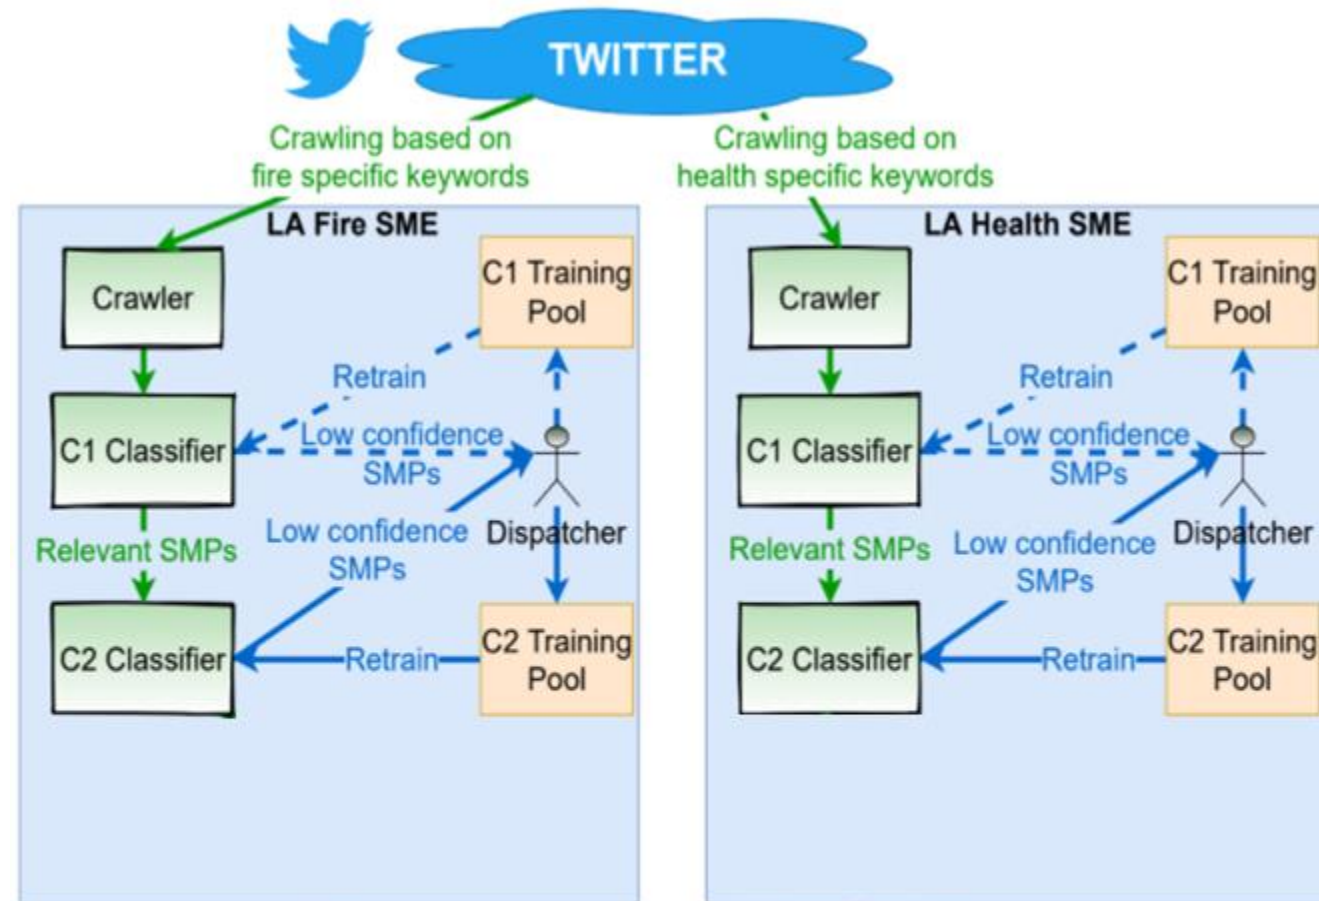 TWITTER
Crawling based on
fire specific keywords
Crawling based on
health specific keywords
LA Fire SME
Crawler
C1 Training
Pool
Retrain
C1 Classifier
Low confidence
SMPs
Relevant SMPs
Low confidence
SMPs
Dispatcher
C2 Classifier
Retrain
C2 Training
Pool
LA Health SME
Crawler
C1 Training
Pool
Retrain
C1 Classifier
Low confidence
SMPs
Relevant SMPs
Low confidence
SMPs
Dispatcher
C2 Classifier
Retrain
C2 Training
Pool